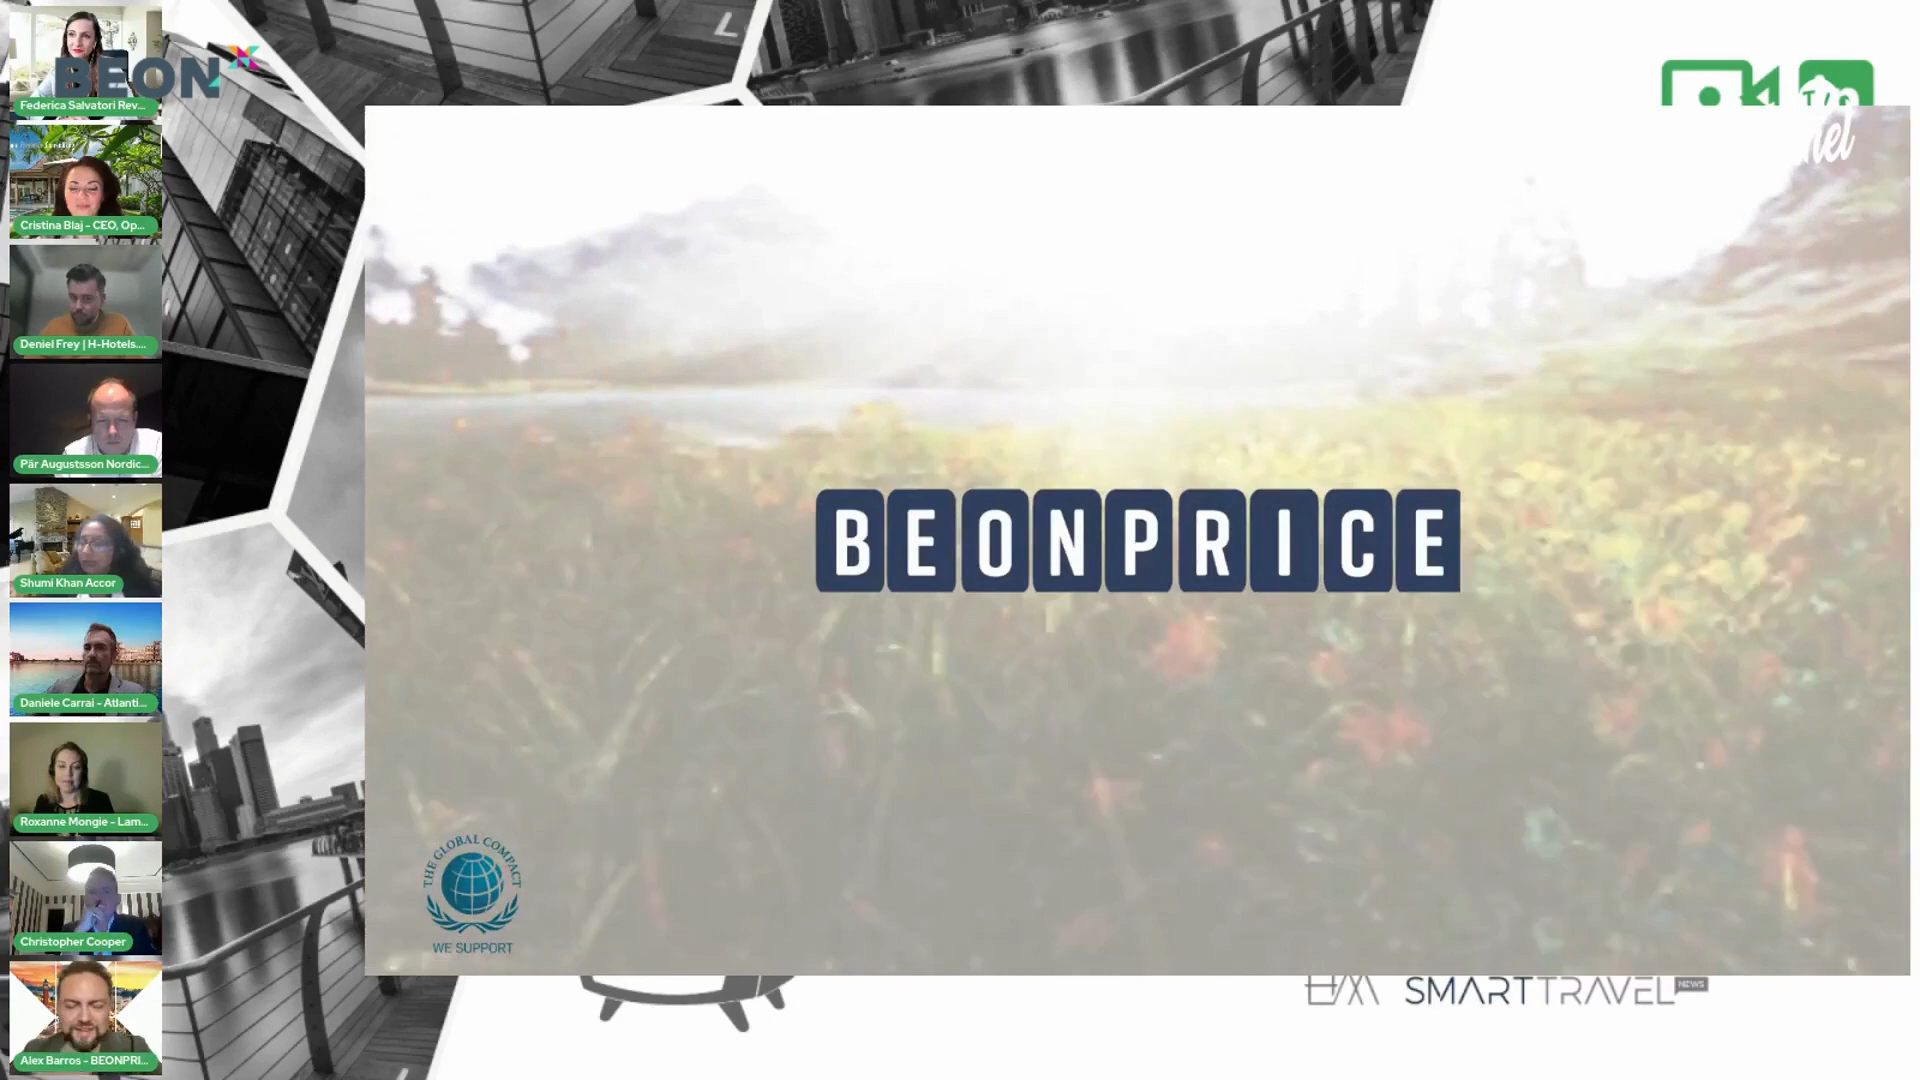 BEON
Federica Salvatori Rev...
Cristina Blaj - CEO, Op...
Deniel Frey | H-Hotels....
Pär Augustsson Nordic...
Shumi Khan Accor
Daniele Carrai - Atlanti...
Roxanne Mongie - Lam...
Christopher Cooper
Alex Barros - BEONPRI...
BEONPRICE
THE GLOBAL COMPACT
WE SUPPORT
SMARTTRAVEL NEWS